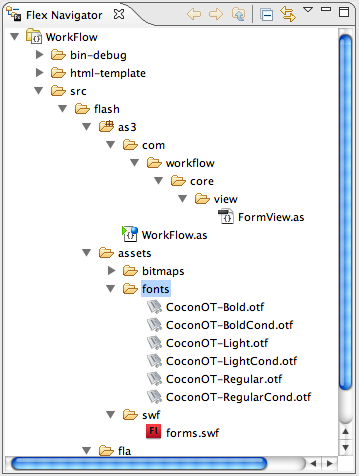 Flex Navigator
WorkFlow
bin-debug
html-template
src
flash
as3
com
workflow
core
view
FormView.as
WorkFlow.as
assets
bitmaps
fonts
CoconOT-Bold.otf
CoconOT-BoldCond.otf
CoconOT-Light.otf
CoconOT-LightCond.otf
CoconOT-Regular.otf
CoconOT-RegularCond.otf
swf
forms.swf
fla